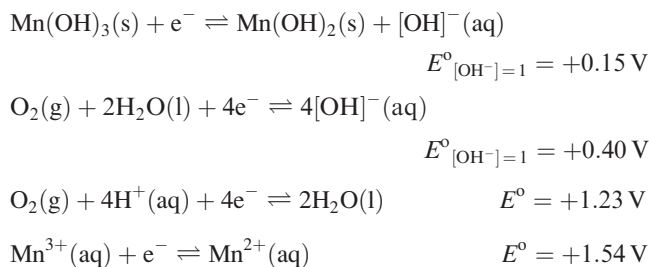 Mn(OH)₃(s) + e⁻ ⇌ Mn(OH)₂(s) + [OH]⁻(aq)
E°[OH⁻]=1 = +0.15 V
O₂(g) + 2H₂O(l) + 4e⁻ ⇌ 4[OH]⁻(aq)
E°[OH⁻]=1 = +0.40 V
O₂(g) + 4H⁺(aq) + 4e⁻ ⇌ 2H₂O(l) E° = +1.23 V
Mn³⁺(aq) + e⁻ ⇌ Mn²⁺(aq) E° = +1.54 V